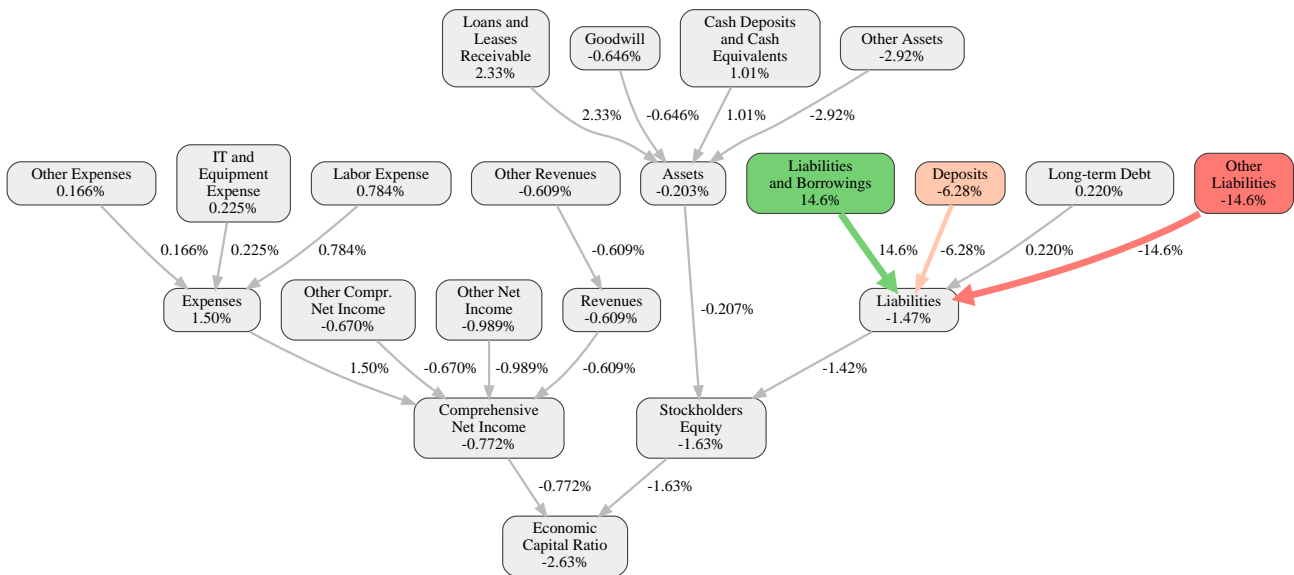 Loans and
Leases
Receivable
2.33%
Goodwill
-0.646%
Cash Deposits
and Cash
Equivalents
1.01%
Other Assets
-2.92%
2.33%
-0.646%
1.01%
-2.92%
Other Expenses
0.166%
IT and
Equipment
Expense
0.225%
Labor Expense
0.784%
Other Revenues
-0.609%
Assets
-0.203%
Liabilities
and Borrowings
14.6%
Deposits
-6.28%
Long-term Debt
0.220%
Other
Liabilities
-14.6%
0.166%
0.225%
0.784%
-0.609%
14.6%
-6.28%
0.220%
-14.6%
Expenses
1.50%
Other Compr.
Net Income
-0.670%
Other Net
Income
-0.989%
Revenues
-0.609%
-0.207%
Liabilities
-1.47%
1.50%
-0.670%
-0.989%
-0.609%
-1.42%
Comprehensive
Net Income
-0.772%
Stockholders
Equity
-1.63%
-0.772%
-1.63%
Economic
Capital Ratio
-2.63%